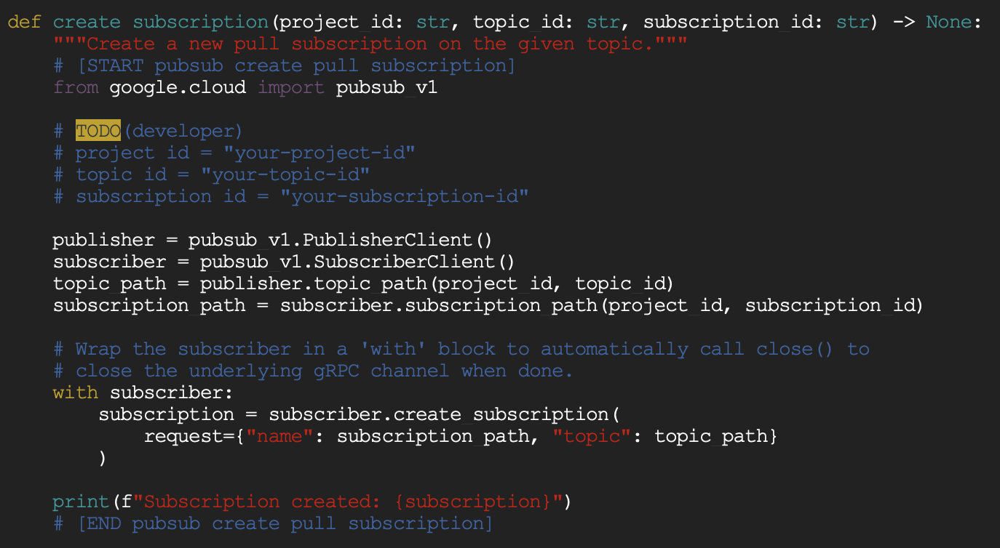 def create_subscription(project_id: str, topic_id: str, subscription_id: str) -> None:
    """Create a new pull subscription on the given topic."""
    # [START pubsub_create_pull_subscription]
    from google.cloud import pubsub_v1

    # TODO(developer)
    # project_id = "your-project-id"
    # topic_id = "your-topic-id"
    # subscription_id = "your-subscription-id"

    publisher = pubsub_v1.PublisherClient()
    subscriber = pubsub_v1.SubscriberClient()
    topic_path = publisher.topic_path(project_id, topic_id)
    subscription_path = subscriber.subscription_path(project_id, subscription_id)

    # Wrap the subscriber in a 'with' block to automatically call close() to
    # close the underlying gRPC channel when done.
    with subscriber:
        subscription = subscriber.create_subscription(
            request={"name": subscription_path, "topic": topic_path}
        )

    print(f"Subscription created: {subscription}")
    # [END pubsub_create_pull_subscription]